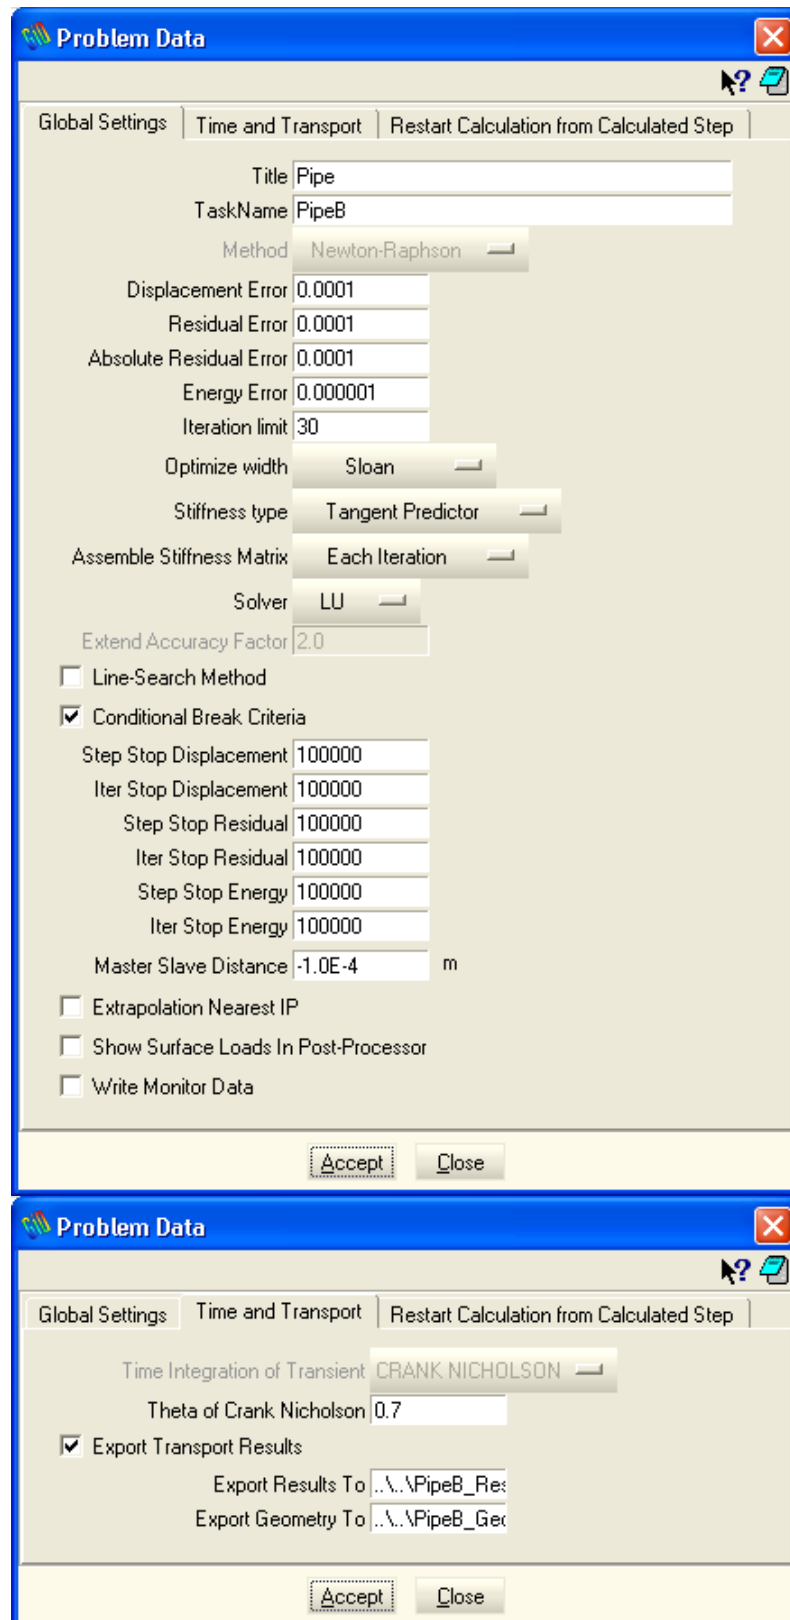 Problem Data
Global Settings Time and Transport Restart Calculation from Calculated Step
Title Pipe
TaskName PipeB
Method Newton-Raphson
Displacement Error 0.0001
Residual Error 0.0001
Absolute Residual Error 0.0001
Energy Error 0.000001
Iteration limit 30
Optimize width Sloan
Stiffness type Tangent Predictor
Assemble Stiffness Matrix Each Iteration
Solver LU
Extend Accuracy Factor 2.0
Line-Search Method
Conditional Break Criteria
Step Stop Displacement 100000
Iter Stop Displacement 100000
Step Stop Residual 100000
Iter Stop Residual 100000
Step Stop Energy 100000
Iter Stop Energy 100000
Master Slave Distance -1.0E-4 m
Extrapolation Nearest IP
Show Surface Loads In Post-Processor
Write Monitor Data
Accept Close
Problem Data
Global Settings Time and Transport Restart Calculation from Calculated Step
Time Integration of Transient CRANK NICHOLSON
Theta of Crank Nicholson 0.7
Export Transport Results
Export Results To ..\..\PipeB_Res
Export Geometry To ..\..\PipeB_Geo
Accept Close